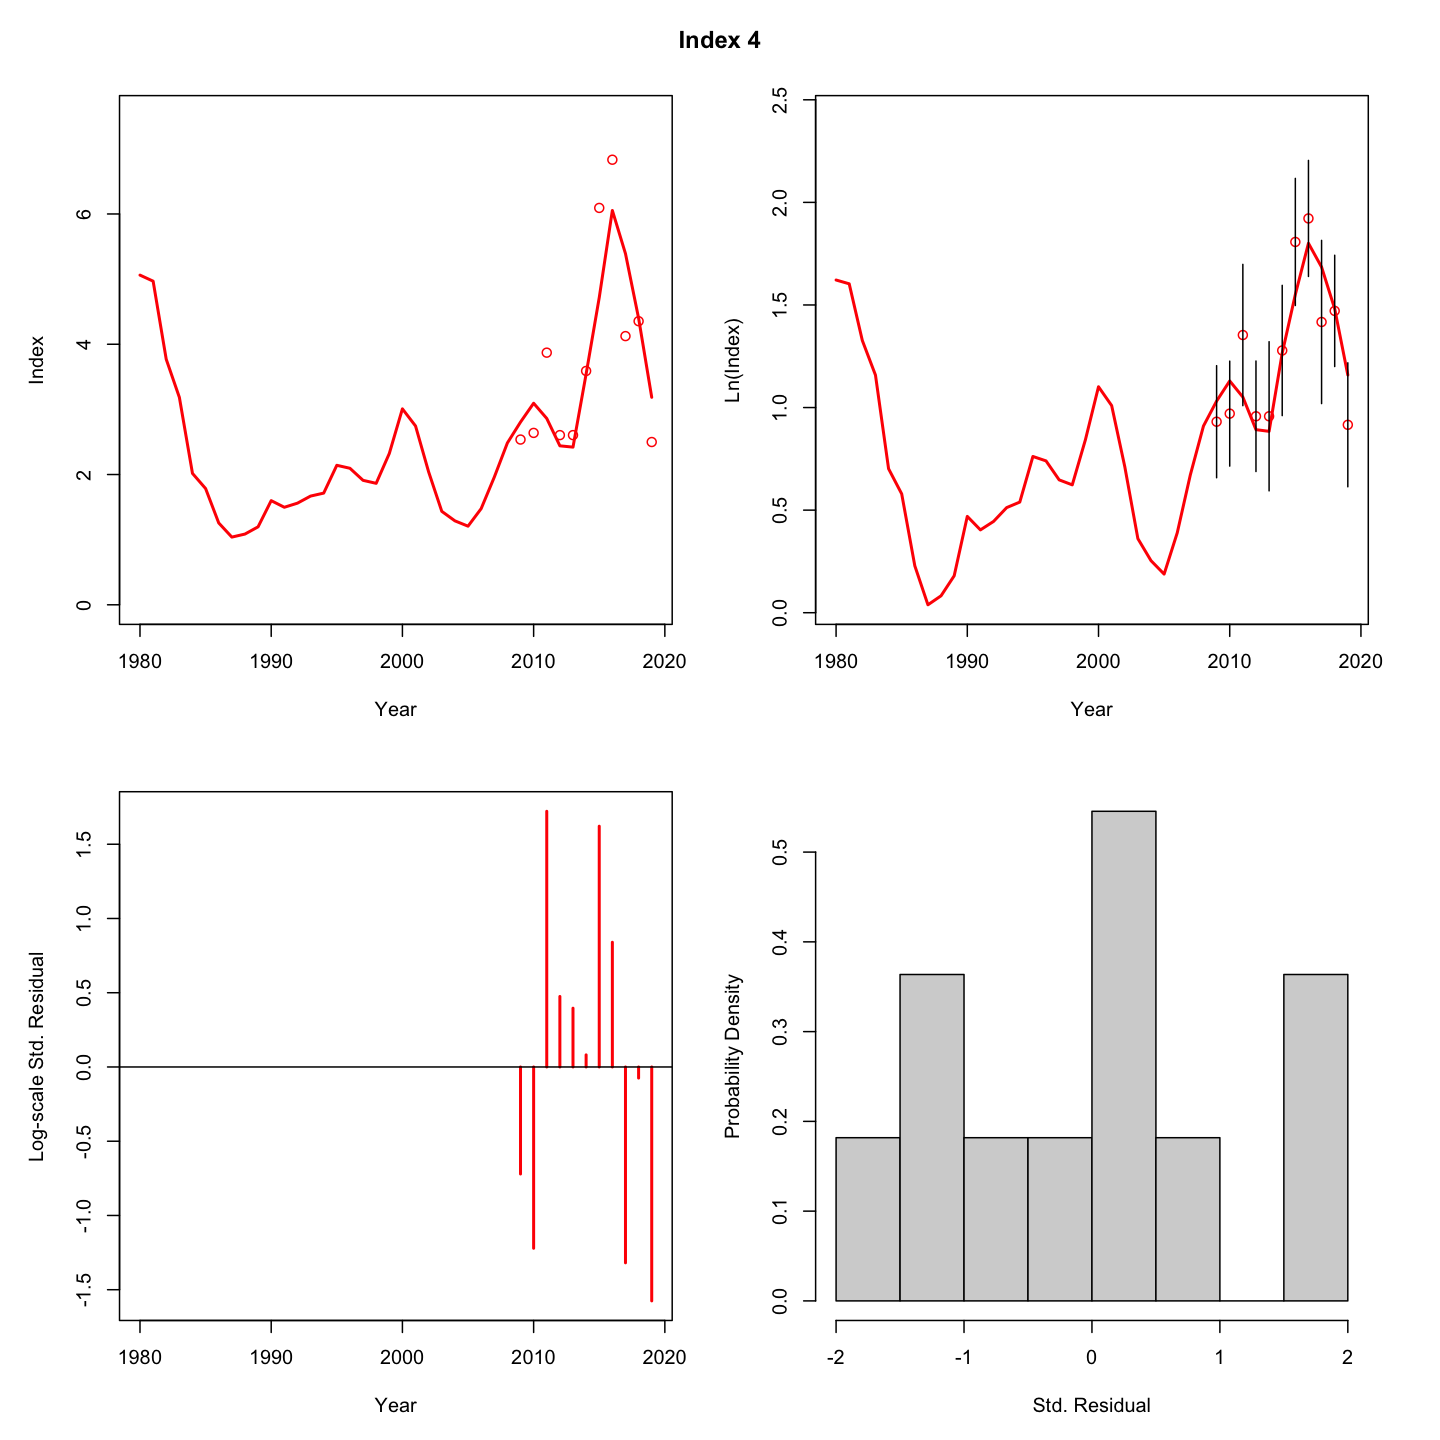 Index 4
Index
0 2 4 6
1980 1990 2000 2010 2020
Year
Ln(Index)
0.0 0.5 1.0 1.5 2.0 2.5
1980 1990 2000 2010 2020
Year
Log-scale Std. Residual
-1.5 -1.0 -0.5 0.0 0.5 1.0 1.5
1980 1990 2000 2010 2020
Year
Probability Density
0.0 0.1 0.2 0.3 0.4 0.5
-2 -1 0 1 2
Std. Residual